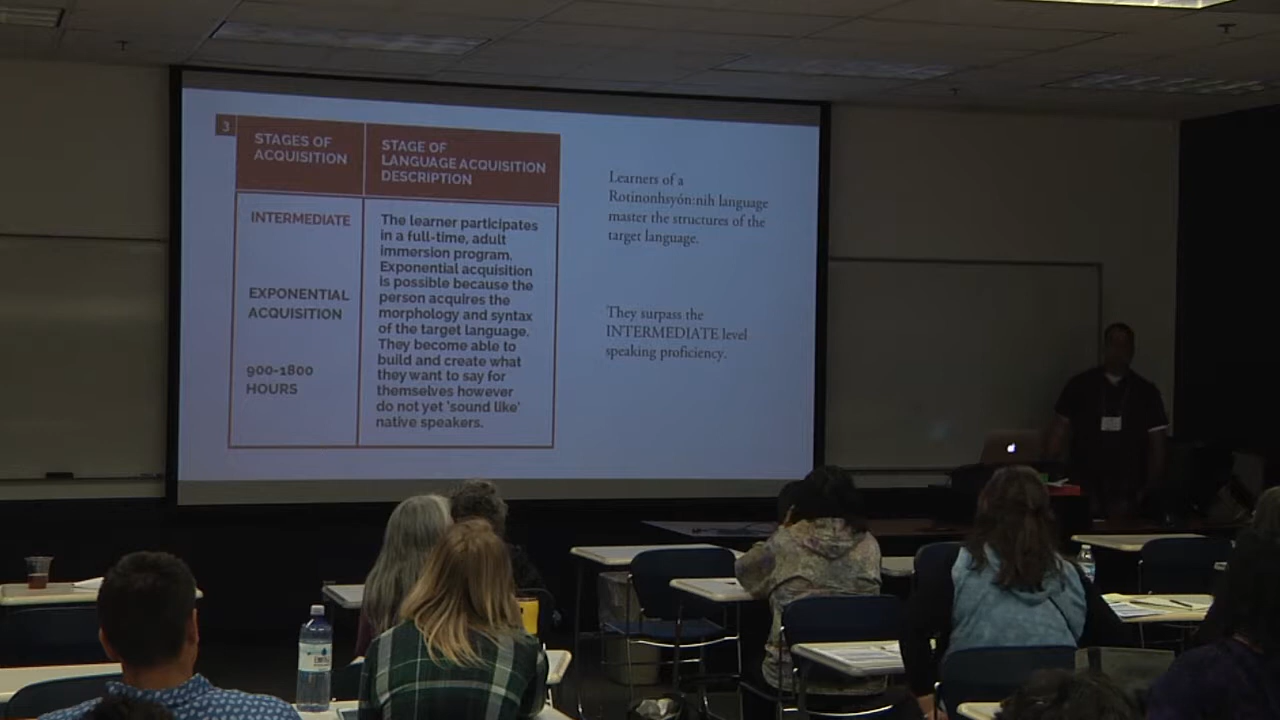 3
STAGES OF
ACQUISITION
STAGE OF
LANGUAGE ACQUISITION
DESCRIPTION
INTERMEDIATE
EXPONENTIAL
ACQUISITION
900-1800
HOURS
The learner participates
in a full-time, adult
immersion program.
Exponential acquisition
is possible because the
person acquires the
morphology and syntax
of the target language.
They become able to
build and create what
they want to say for
themselves however
do not yet 'sound like'
native speakers.
Learners of a
Rotinonhsyón:nih language
master the structures of the
target language.
They surpass the
INTERMEDIATE level
speaking proficiency.